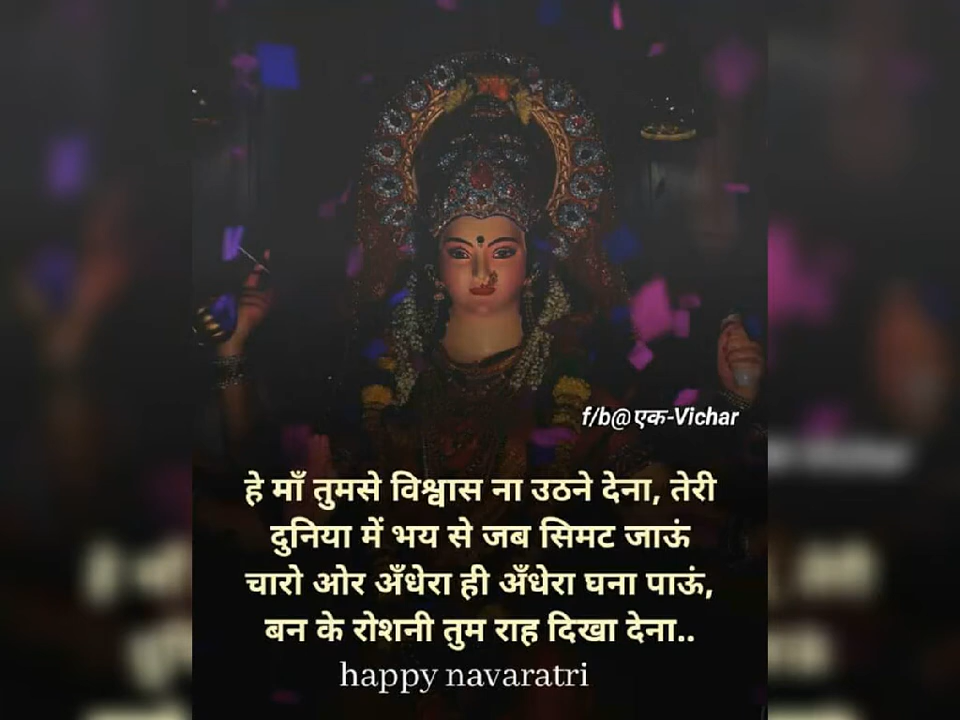 f/b@एक-Vichar
हे माँ तुमसे विश्वास ना उठने देना, तेरी
दुनिया में भय से जब सिमट जाऊं
चारो ओर अँधेरा ही अँधेरा घना पाऊं,
बन के रोशनी तुम राह दिखा देना..
happy navaratri